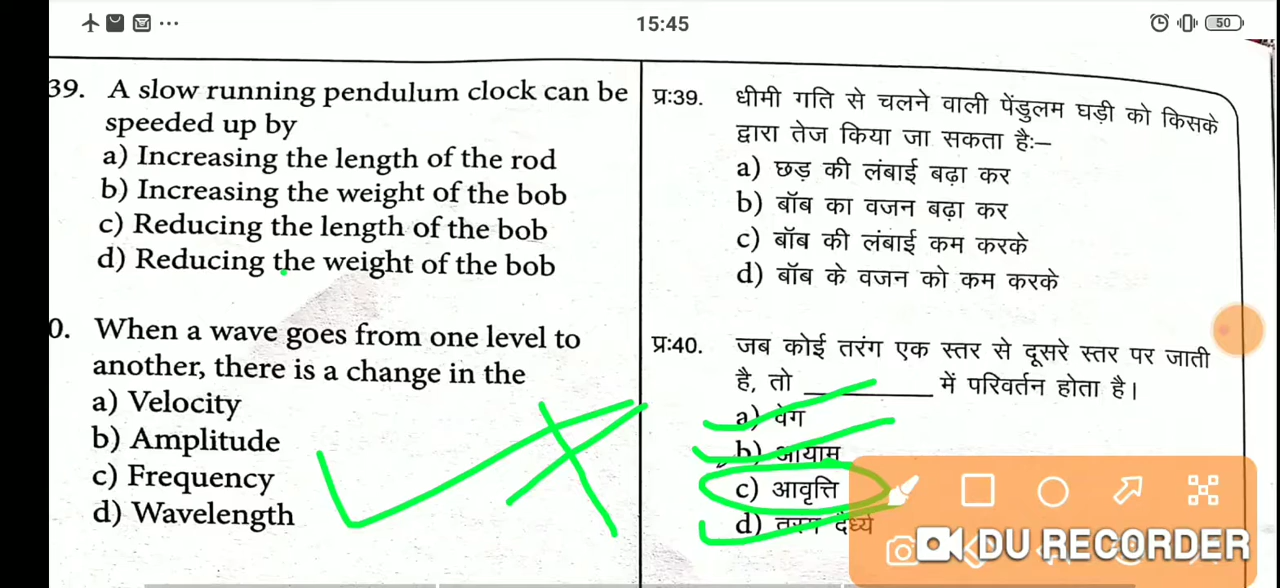 15:45
50
39. A slow running pendulum clock can be
speeded up by
a) Increasing the length of the rod
b) Increasing the weight of the bob
c) Reducing the length of the bob
d) Reducing the weight of the bob
0. When a wave goes from one level to
another, there is a change in the
a) Velocity
b) Amplitude
c) Frequency
d) Wavelength
प्र:39. धीमी गति से चलने वाली पेंडुलम घड़ी को किसके
द्वारा तेज किया जा सकता है:–
a) छड़ की लंबाई बढ़ा कर
b) बॉब का वजन बढ़ा कर
c) बॉब की लंबाई कम करके
d) बॉब के वजन को कम करके
प्र:40. जब कोई तरंग एक स्तर से दूसरे स्तर पर जाती
है, तो __________ में परिवर्तन होता है।
a) वेग
b) आयाम
c) आवृत्ति
d) तरंग दैर्ध्य
DU RECORDER